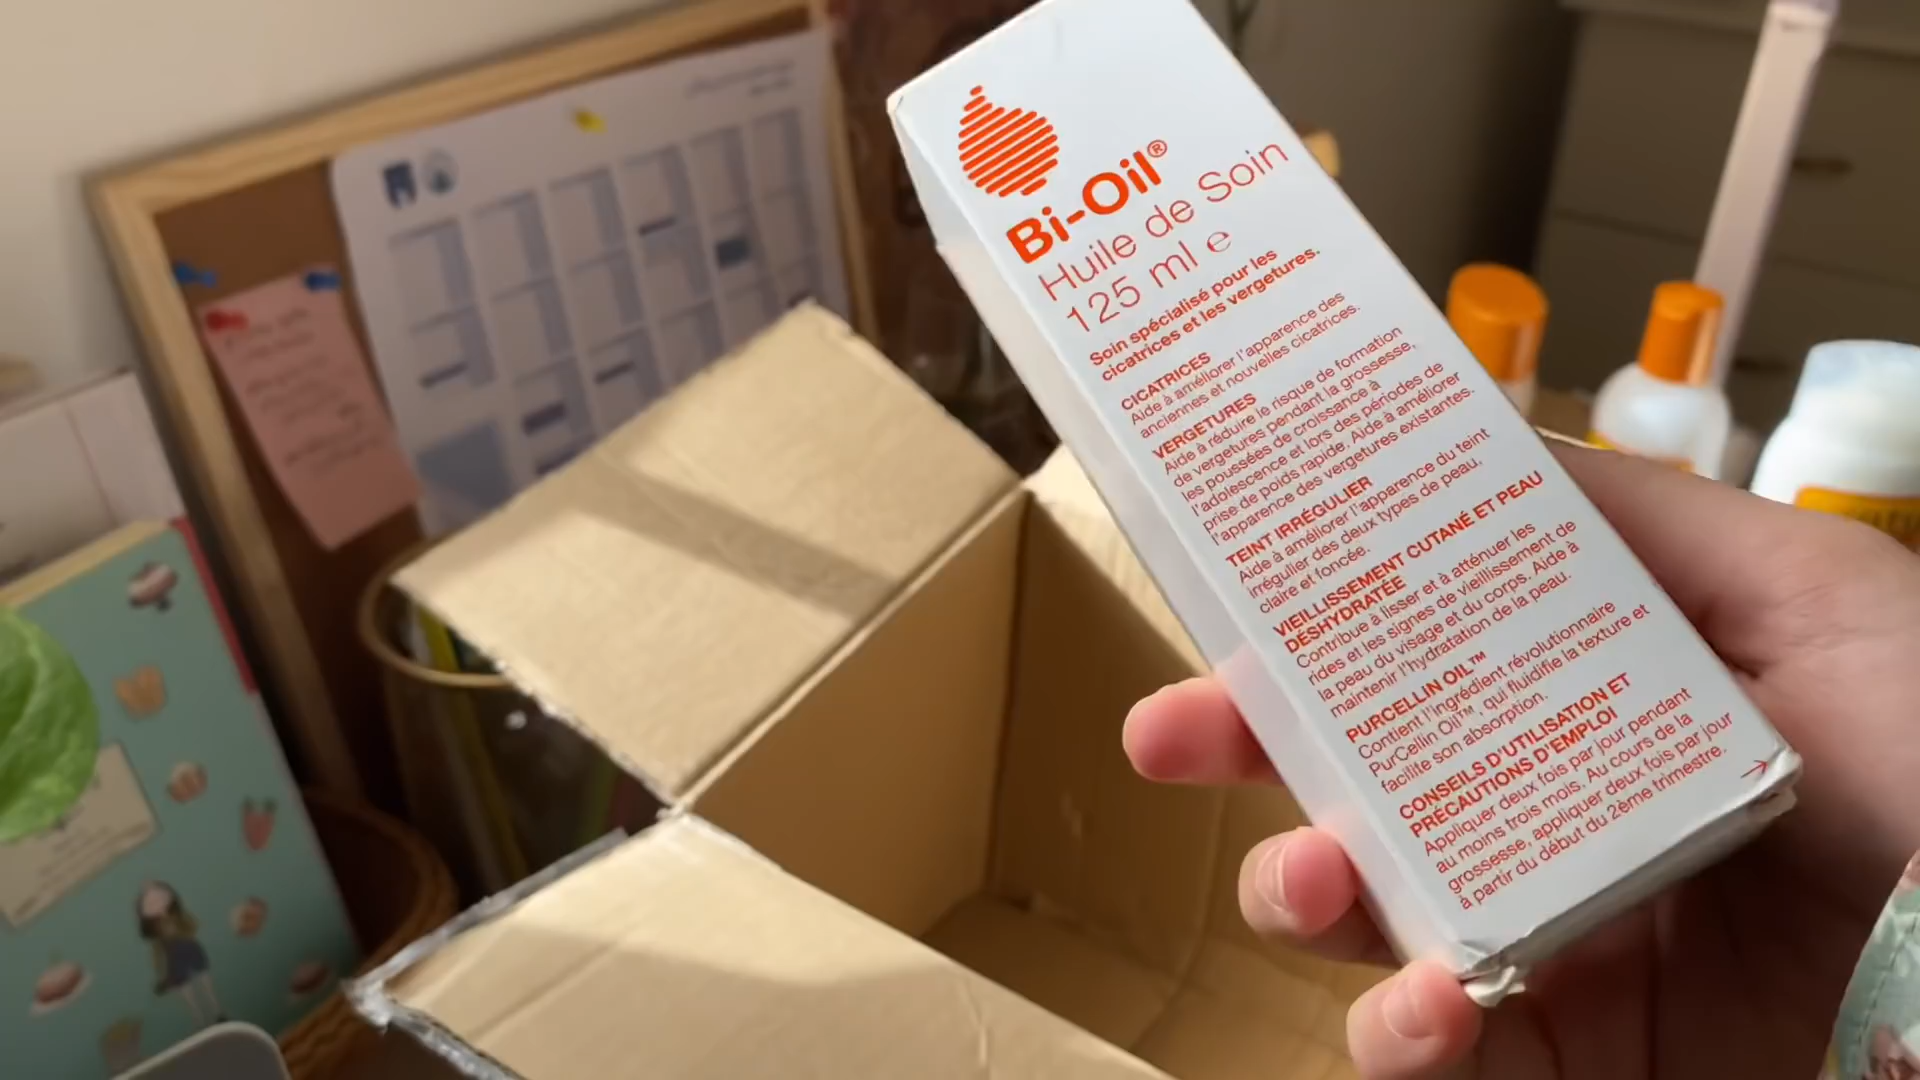 Bi-Oil®
Huile de Soin
125 ml ℮
Soin spécialisé pour les
cicatrices et les vergetures.
CICATRICES
Aide à améliorer l'apparence des
anciennes et nouvelles cicatrices.
VERGETURES
Aide à réduire le risque de formation
de vergetures pendant la grossesse,
les poussées de croissance à
l'adolescence et lors des périodes de
prise de poids rapide. Aide à améliorer
l'apparence des vergetures existantes.
TEINT IRRÉGULIER
Aide à améliorer l'apparence du teint
irrégulier des deux types de peau,
claire et foncée.
VIEILLISSEMENT CUTANÉ ET PEAU
DÉSHYDRATÉE
Contribue à lisser et à atténuer les
rides et les signes de vieillissement de
la peau du visage et du corps. Aide à
maintenir l'hydratation de la peau.
PURCELLIN OIL™
Contient l'ingrédient révolutionnaire
PurCellin Oil™, qui fluidifie la texture et
facilite son absorption.
CONSEILS D'UTILISATION ET
PRÉCAUTIONS D'EMPLOI
Appliquer deux fois par jour pendant
au moins trois mois. Au cours de la
grossesse, appliquer deux fois par jour
à partir du début du 2ème trimestre.